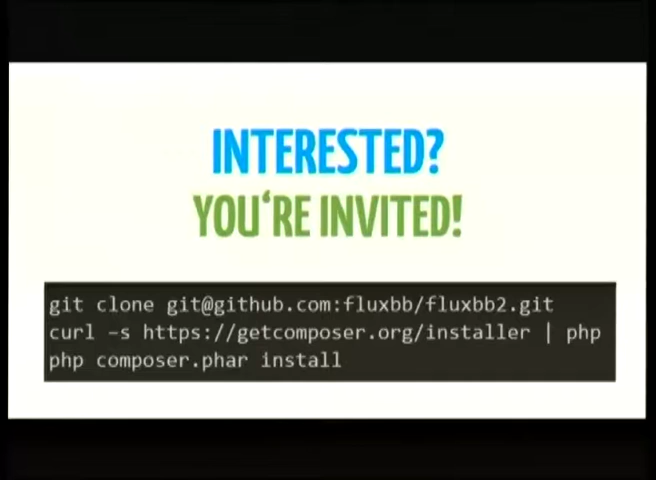 INTERESTED?
YOU‘RE INVITED!
git clone git@github.com:fluxbb/fluxbb2.git
curl –s https://getcomposer.org/installer | php
php composer.phar install